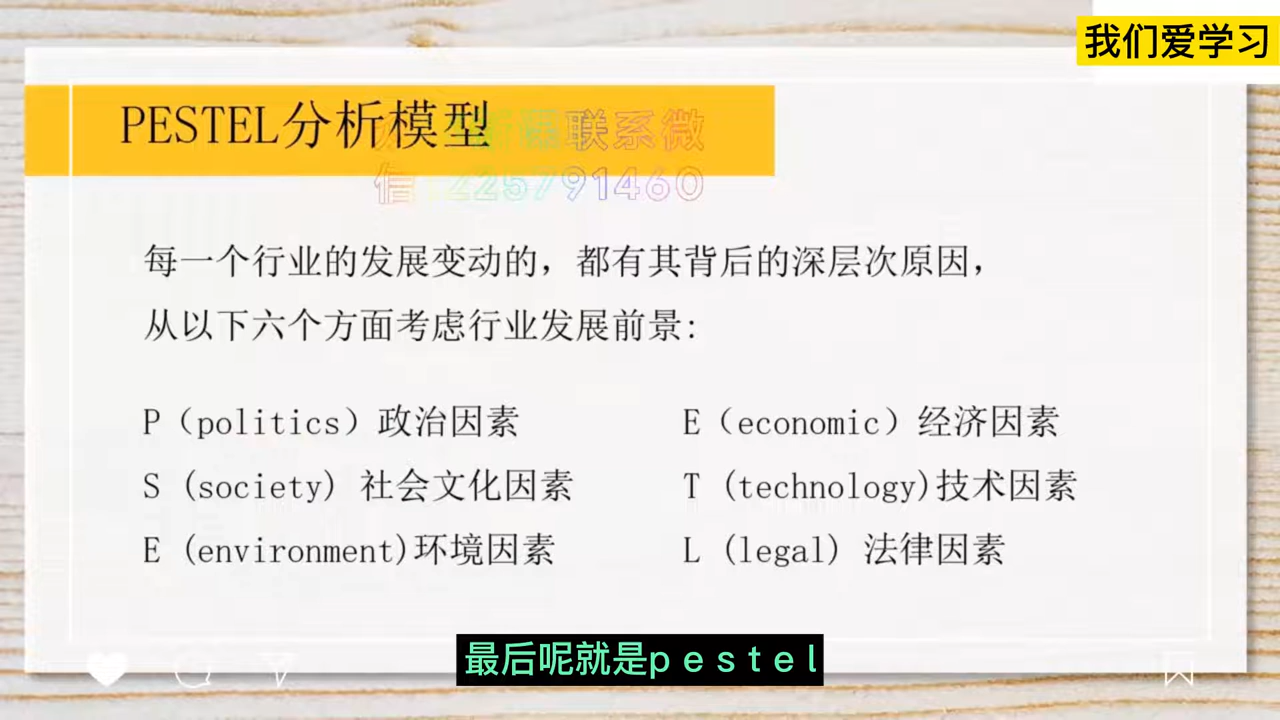 我们爱学习
PESTEL分析模型
联系微
信:225791460
每一个行业的发展变动的，都有其背后的深层次原因，
从以下六个方面考虑行业发展前景:
P（politics）政治因素
E（economic）经济因素
S (society) 社会文化因素
T (technology)技术因素
E (environment)环境因素
L (legal) 法律因素
最后呢就是pestel